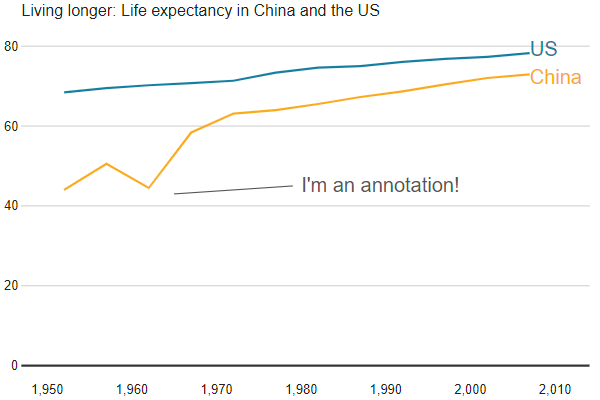 Living longer: Life expectancy in China and the US
80
US
China
60
I'm an annotation!
40
20
0
1,950 1,960 1,970 1,980 1,990 2,000 2,010